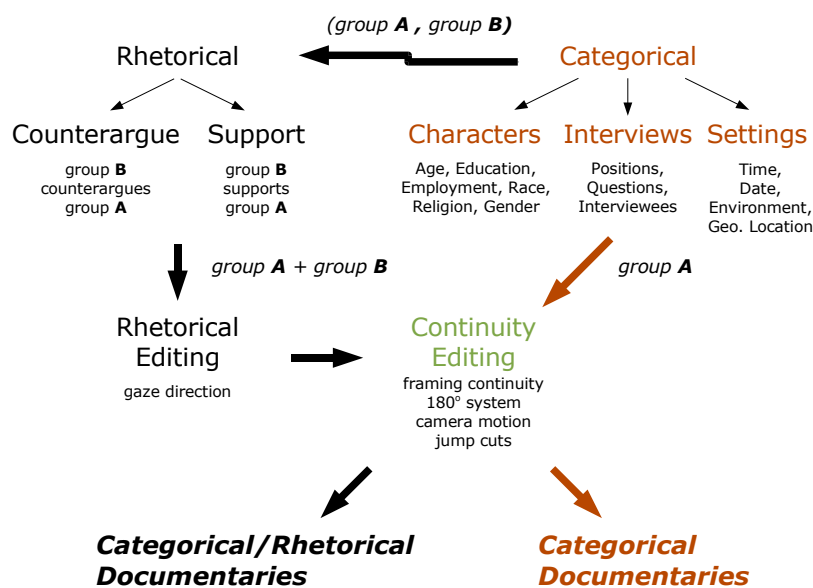 (group A , group B)
Rhetorical
Categorical
Counterargue
group B
counterargues
group A
Support
group B
supports
group A
Characters
Age, Education,
Employment, Race,
Religion, Gender
Interviews
Positions,
Questions,
Interviewees
Settings
Time,
Date,
Environment,
Geo. Location
group A + group B
group A
Rhetorical
Editing
gaze direction
Continuity
Editing
framing continuity
180° system
camera motion
jump cuts
Categorical/Rhetorical
Documentaries
Categorical
Documentaries